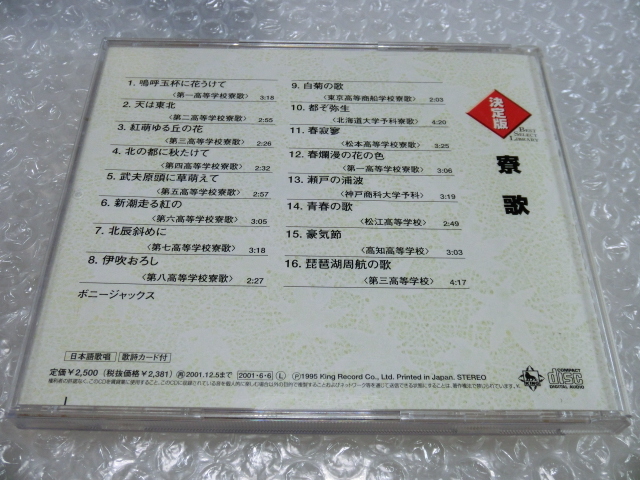 1. 嗚呼玉杯に花うけて
〈第一高等学校寮歌〉 3:18
2. 天は東北
〈第二高等学校寮歌〉 2:55
3. 紅萌ゆる丘の花
〈第三高等学校寮歌〉 2:26
4. 北の都に秋たけて
〈第四高等学校寮歌〉 2:32
5. 武夫原頭に草萌えて
〈第五高等学校寮歌〉 2:57
6. 新潮走る紅の
〈第六高等学校寮歌〉 3:05
7. 北辰斜めに
〈第七高等学校寮歌〉 3:18
8. 伊吹おろし
〈第八高等学校寮歌〉 2:27
ボニージャックス
9. 白菊の歌
〈東京高等商船学校寮歌〉 2:03
10. 都ぞ弥生
〈北海道大学予科寮歌〉 4:20
11. 春寂寥
〈松本高等学校寮歌〉 3:25
12. 春爛漫の花の色
〈第一高等学校寮歌〉 3:06
13. 瀬戸の浦波
〈神戸商科大学予科〉 3:19
14. 青春の歌
〈松江高等学校〉 2:49
15. 豪気節
〈高知高等学校〉 3:03
16. 琵琶湖周航の歌
〈第三高等学校〉 4:17
決定版
BEST
SELECT
LIBRARY
寮歌
日本語歌唱 歌詩カード付
定価¥2,500 (税抜価格¥2,381) 再2001.12.5まで 2001・6・6 L ℗1995 King Record Co., Ltd. Printed in Japan. STEREO
KING
COMPACT
disc
DIGITAL AUDIO